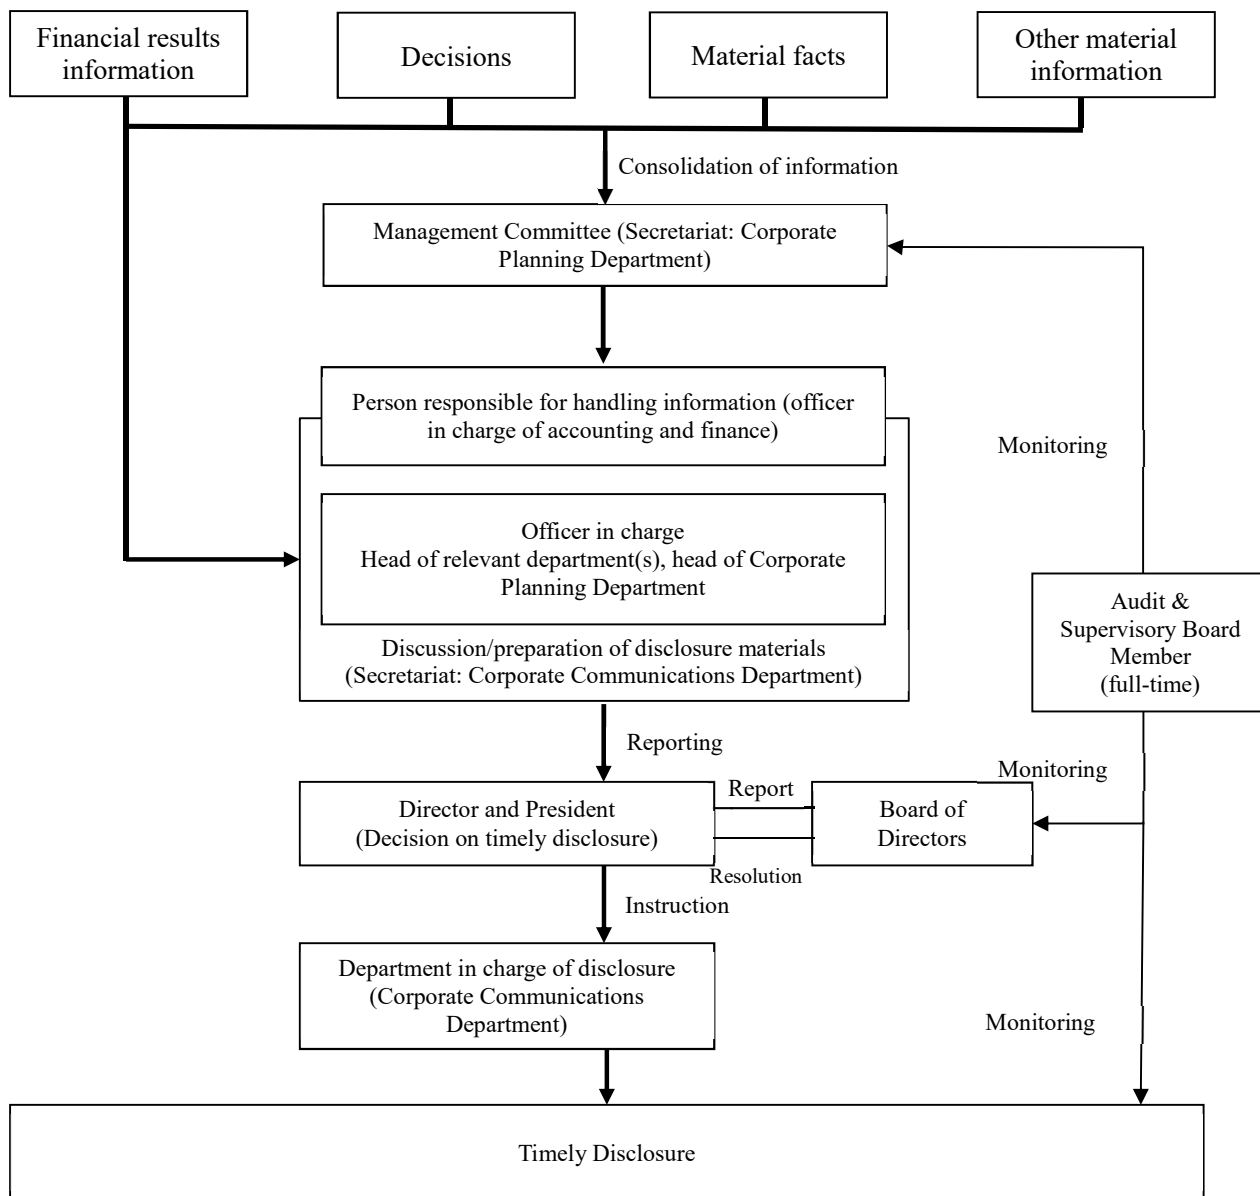 Financial results
information
Decisions
Material facts
Other material
information
Consolidation of information
Management Committee (Secretariat: Corporate
Planning Department)
Person responsible for handling information (officer
in charge of accounting and finance)
Monitoring
Officer in charge
Head of relevant department(s), head of Corporate
Planning Department
Audit &
Supervisory Board
Member
(full-time)
Discussion/preparation of disclosure materials
(Secretariat: Corporate Communications Department)
Reporting
Monitoring
Director and President
(Decision on timely disclosure)
Report
Board of
Directors
Resolution
Instruction
Department in charge of disclosure
(Corporate Communications
Department)
Monitoring
Timely Disclosure